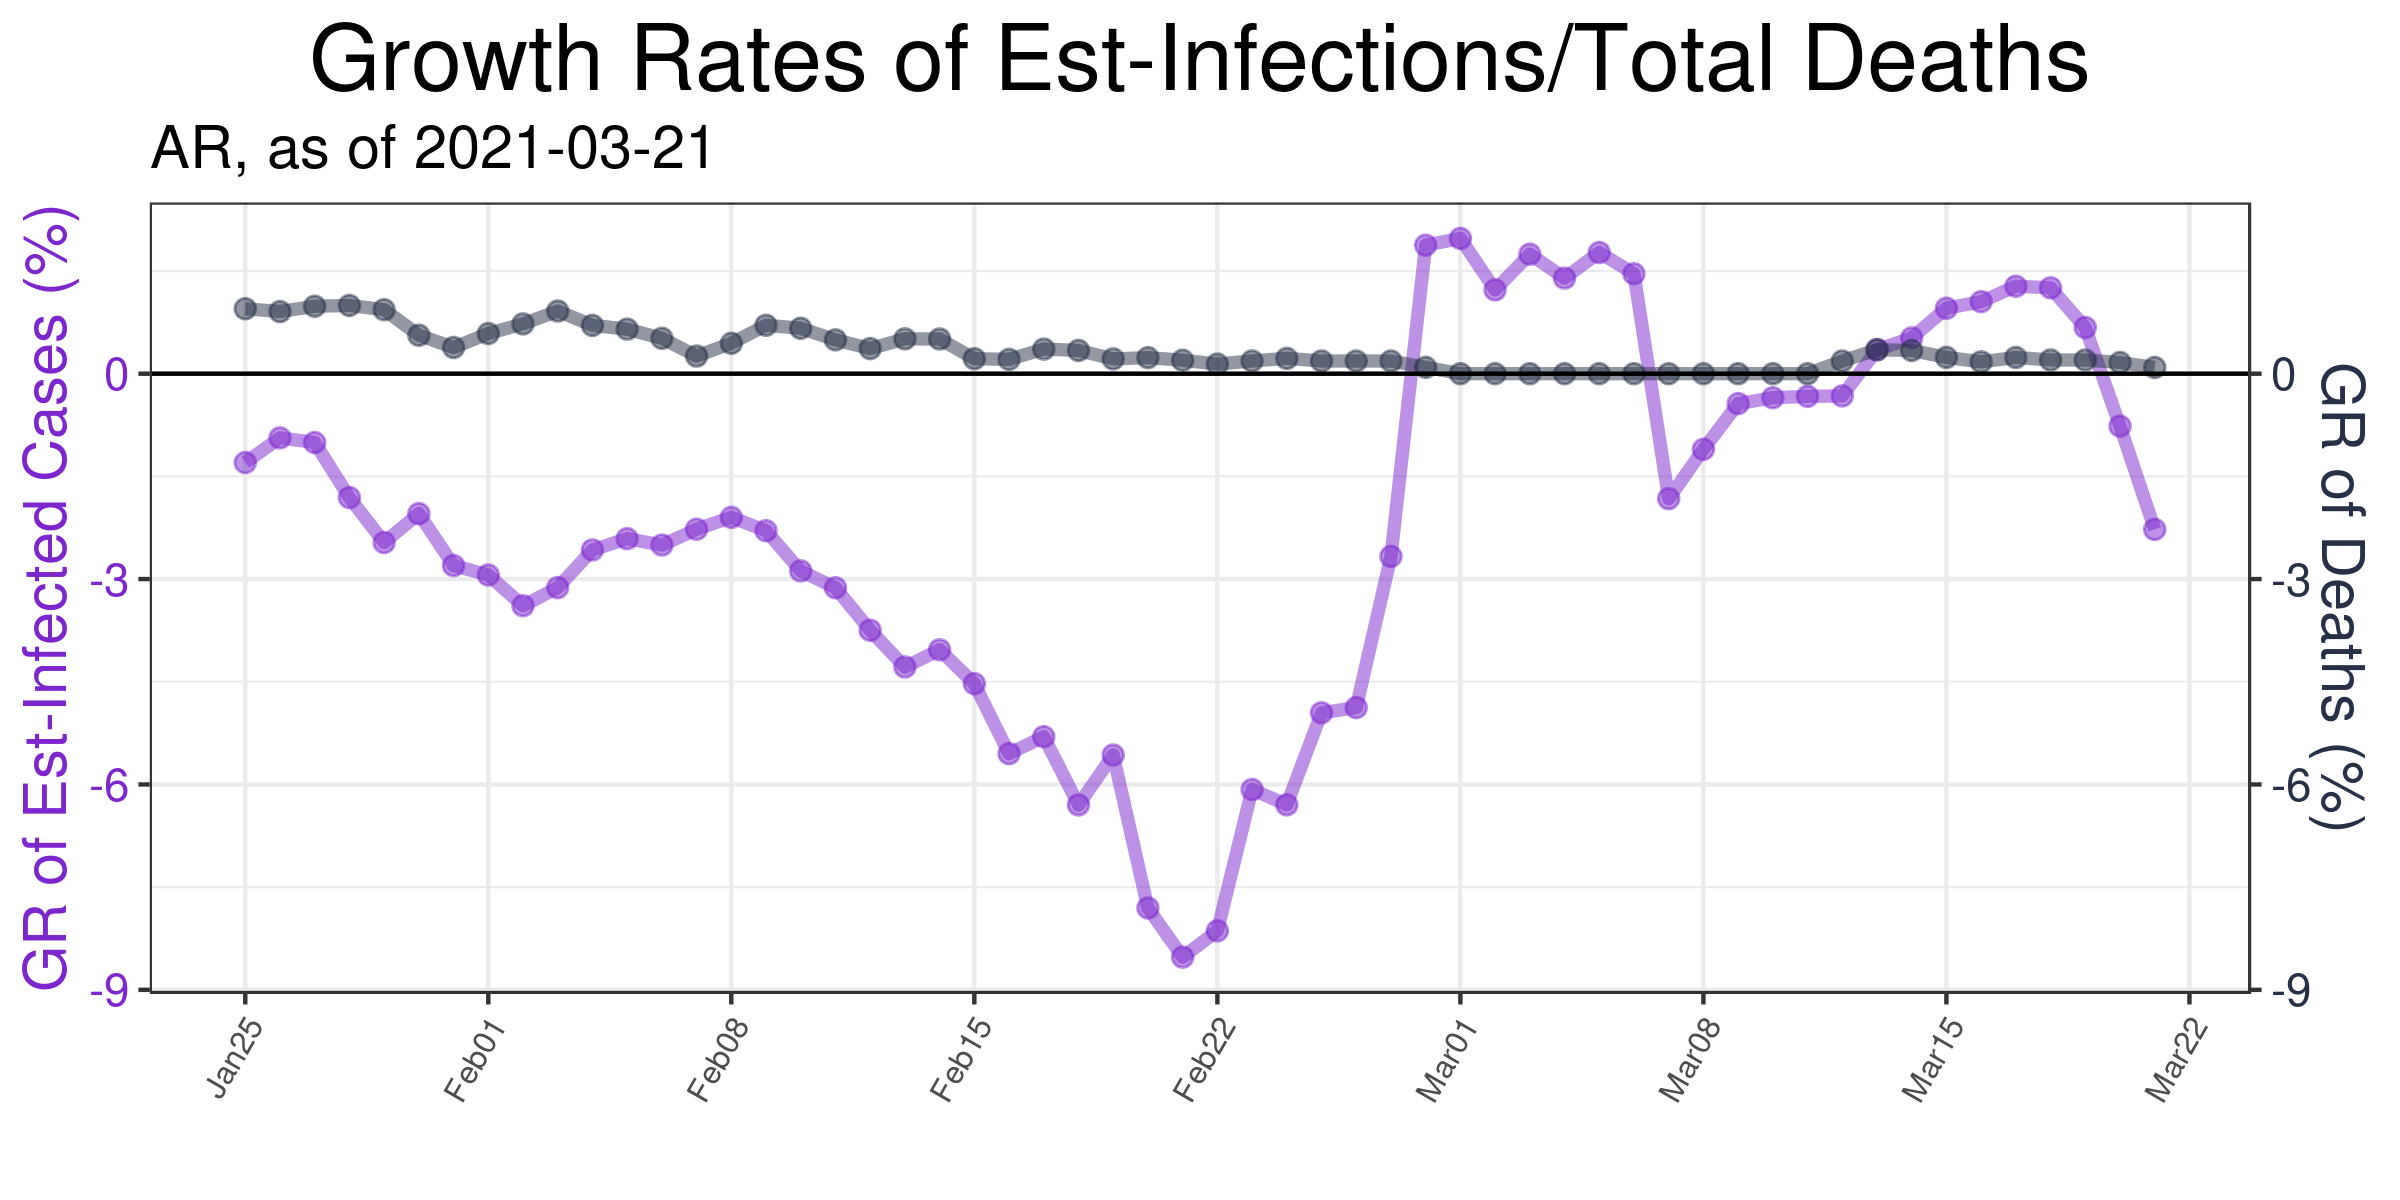 Growth Rates of Est-Infections/Total Deaths
AR, as of 2021-03-21
GR of Est-Infected Cases (%)
0
-3
-6
-9
0
-3
-6
-9
GR of Deaths (%)
Jan25
Feb01
Feb08
Feb15
Feb22
Mar01
Mar08
Mar15
Mar22